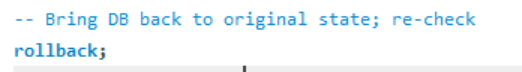 -- Bring DB back to original state; re-check
rollback;